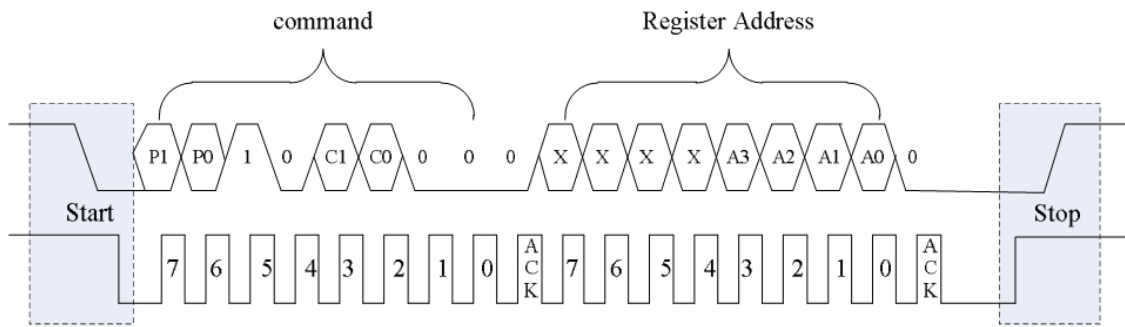 command Register Address
P1 P0 1 0 C1 C0 0 0 0 X X X X A3 A2 A1 A0 0
Start Stop
7 6 5 4 3 2 1 0 ACK 7 6 5 4 3 2 1 0 ACK